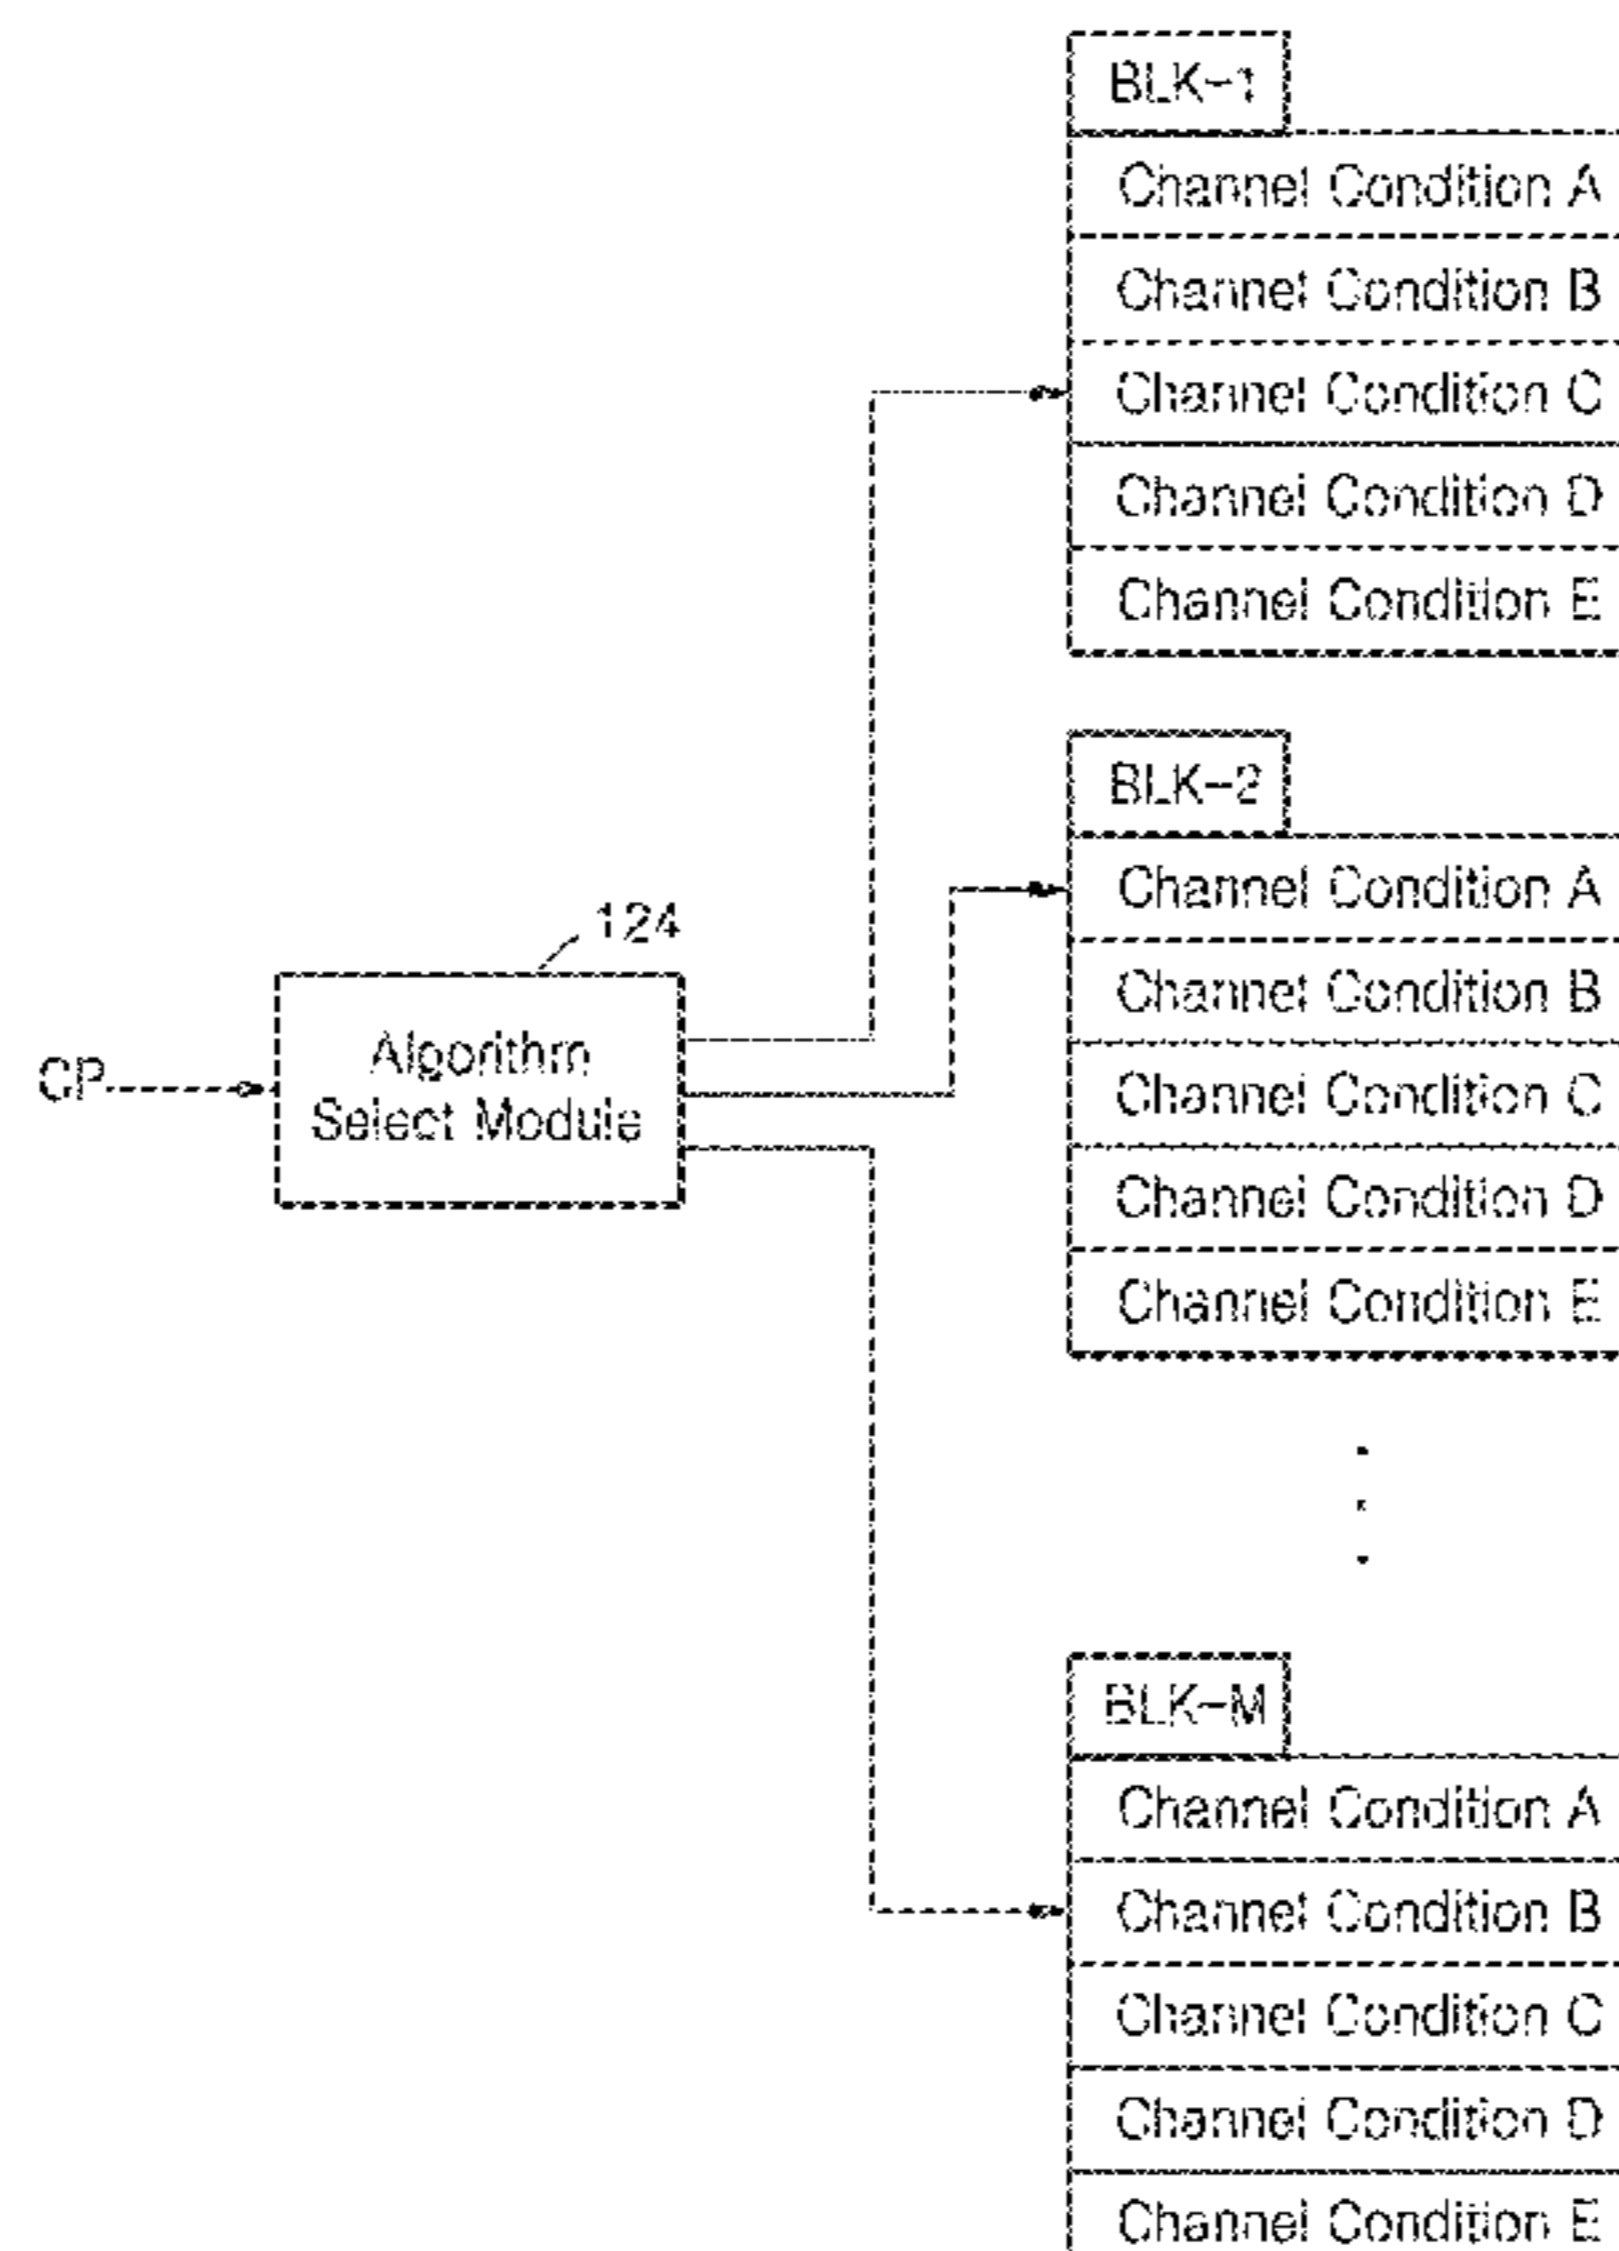 BLK-1
Channel Condition A
Channel Condition B
Channel Condition C
Channel Condition D
Channel Condition E
BLK-2
Channel Condition A
Channel Condition B
Channel Condition C
Channel Condition D
Channel Condition E
124
CP
Algorithm
Select Module
BLK-M
Channel Condition A
Channel Condition B
Channel Condition C
Channel Condition D
Channel Condition E